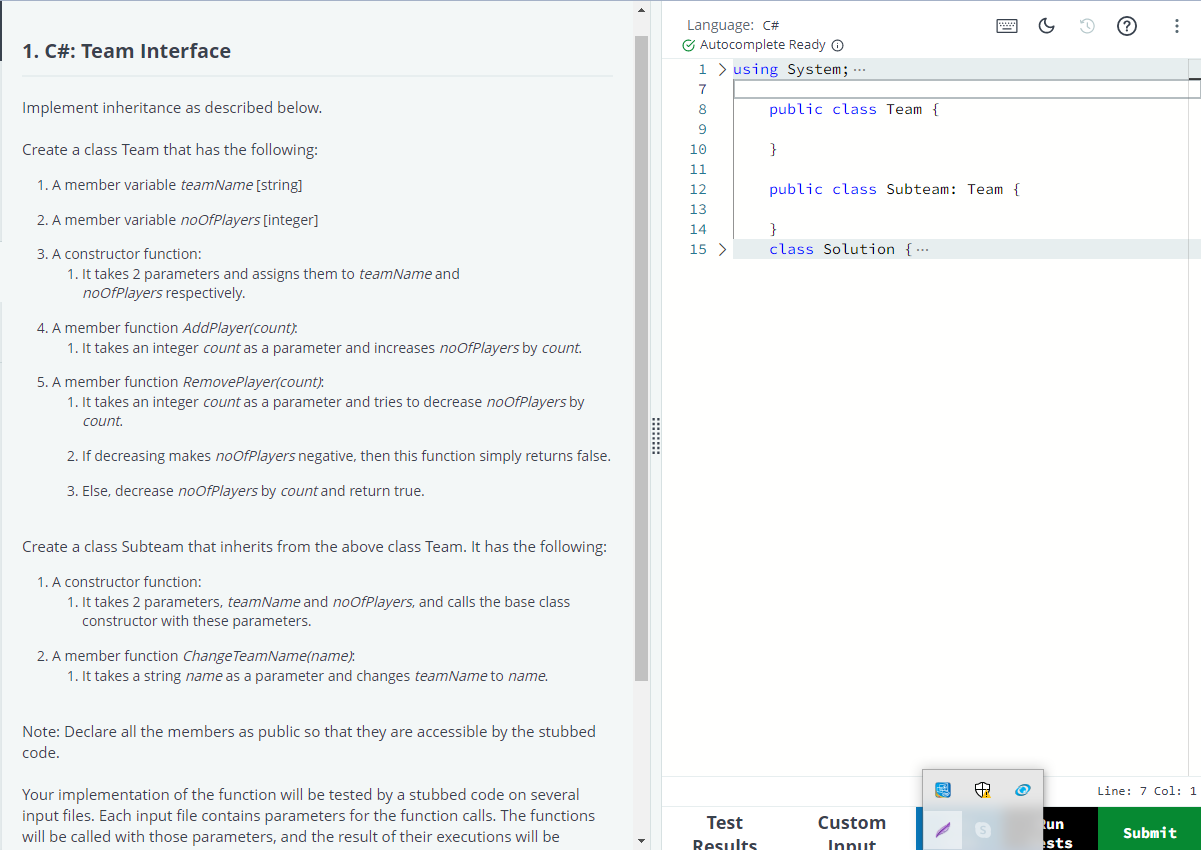 1. C#: Team Interface
Implement inheritance as described below.
Create a class Team that has the following:
1. A member variable teamName [string]
2. A member variable noOfPlayers [integer]
3. A constructor function:
1. It takes 2 parameters and assigns them to teamName and
noOfPlayers respectively.
4. A member function AddPlayer(count):
1. It takes an integer count as a parameter and increases noOfPlayers by count.
5. A member function RemovePlayer(count):
1. It takes an integer count as a parameter and tries to decrease noOfPlayers by
count.
2. If decreasing makes noOfPlayers negative, then this function simply returns false.
3. Else, decrease noOfPlayers by count and return true.
Create a class Subteam that inherits from the above class Team. It has the following:
1. A constructor function:
1. It takes 2 parameters, teamName and noOfPlayers, and calls the base class
constructor with these parameters.
2. A member function ChangeTeamName(name):
1. It takes a string name as a parameter and changes teamName to name.
Note: Declare all the members as public so that they are accessible by the stubbed
code.
Your implementation of the function will be tested by a stubbed code on several
input files. Each input file contains parameters for the function calls. The functions
will be called with those parameters, and the result of their executions will be
Language: C#
Autocomplete Ready
1 using System; ···
7
8 public class Team {
9
10 }
11
12 public class Subteam: Team {
13
14 }
15 class Solution { ···
Line: 7 Col: 1
Test
Results
Custom
Input
Submit